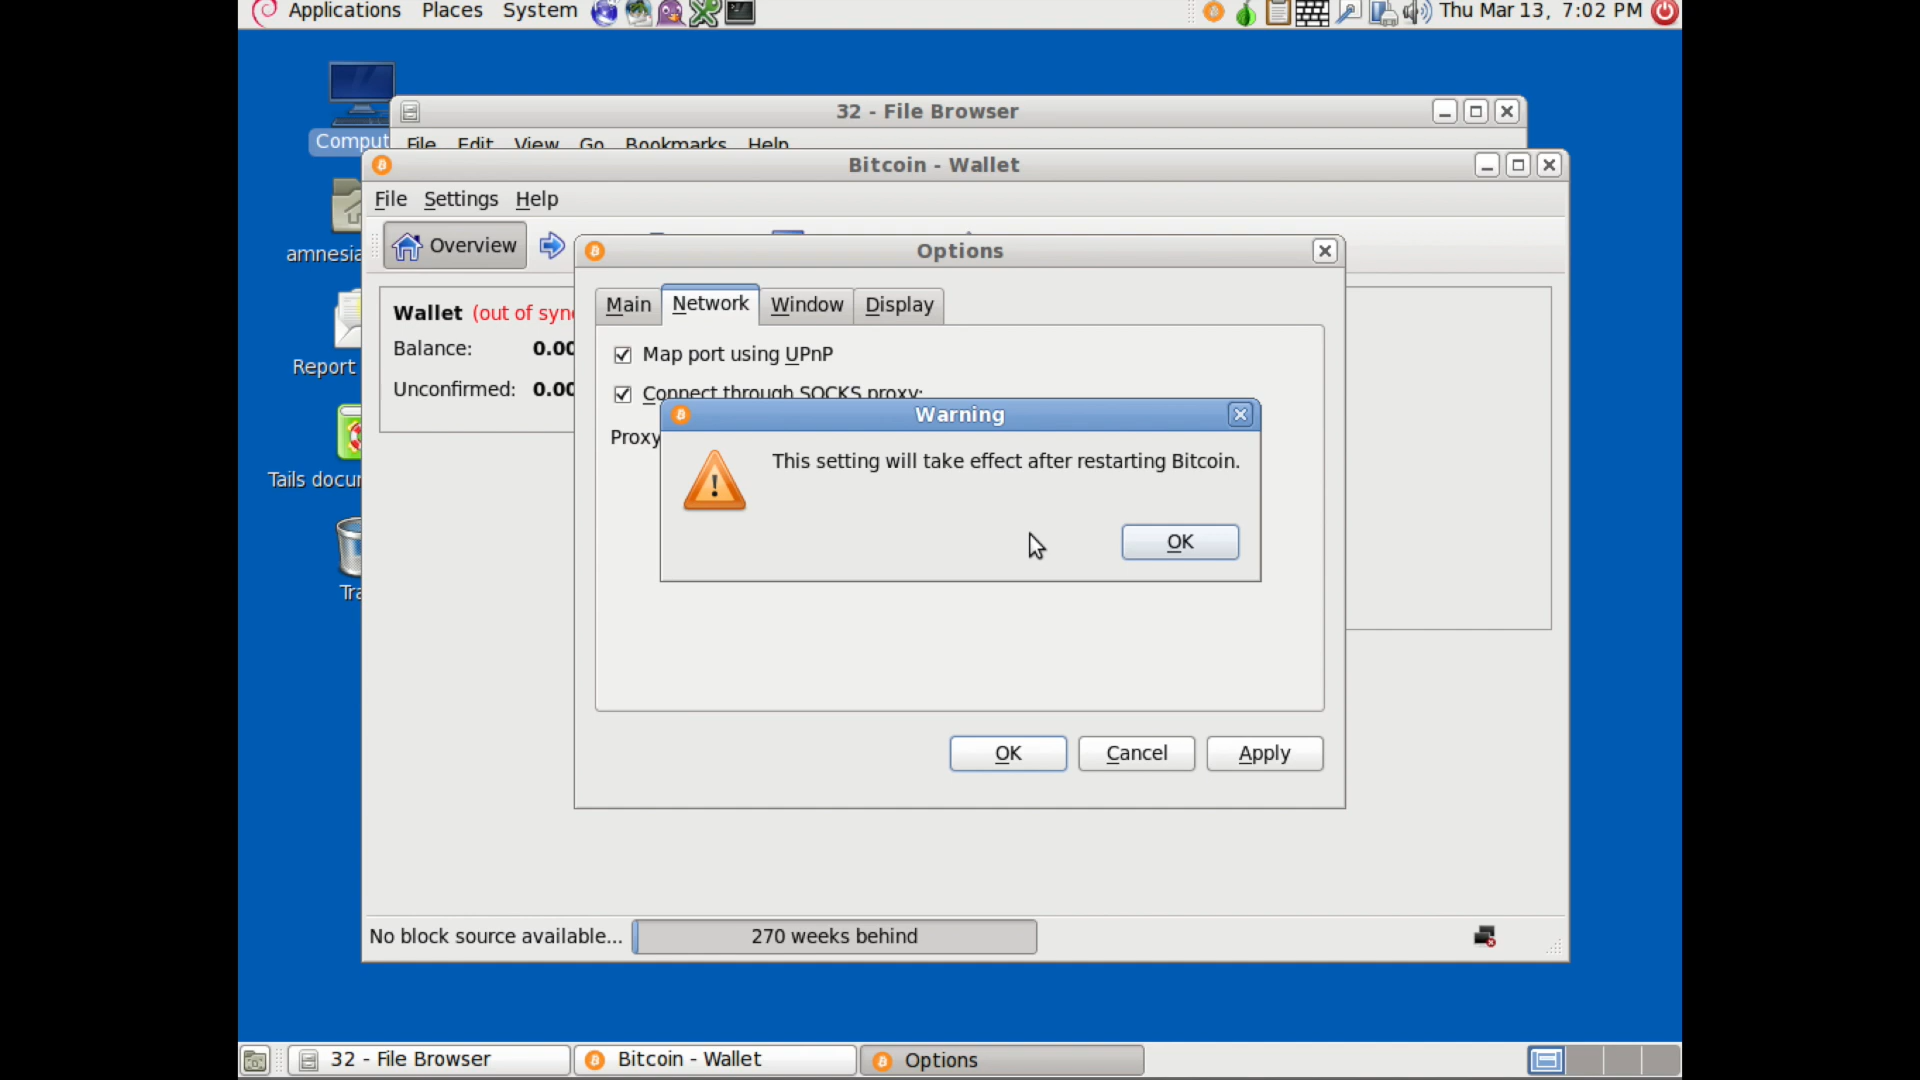 Applications Places System Thu Mar 13, 7:02 PM
32 - File Browser
Comput File Edit View Go Bookmarks Help
Bitcoin - Wallet
File Settings Help
Overview
Options
amnesia
Main Network Window Display
Wallet (out of sync
Balance: 0.00
Unconfirmed: 0.00
Map port using UPnP
Connect through SOCKS proxy:
Proxy
Warning
This setting will take effect after restarting Bitcoin.
OK
Report
Tails docu
Tra
OK Cancel Apply
No block source available... 270 weeks behind
32 - File Browser Bitcoin - Wallet Options